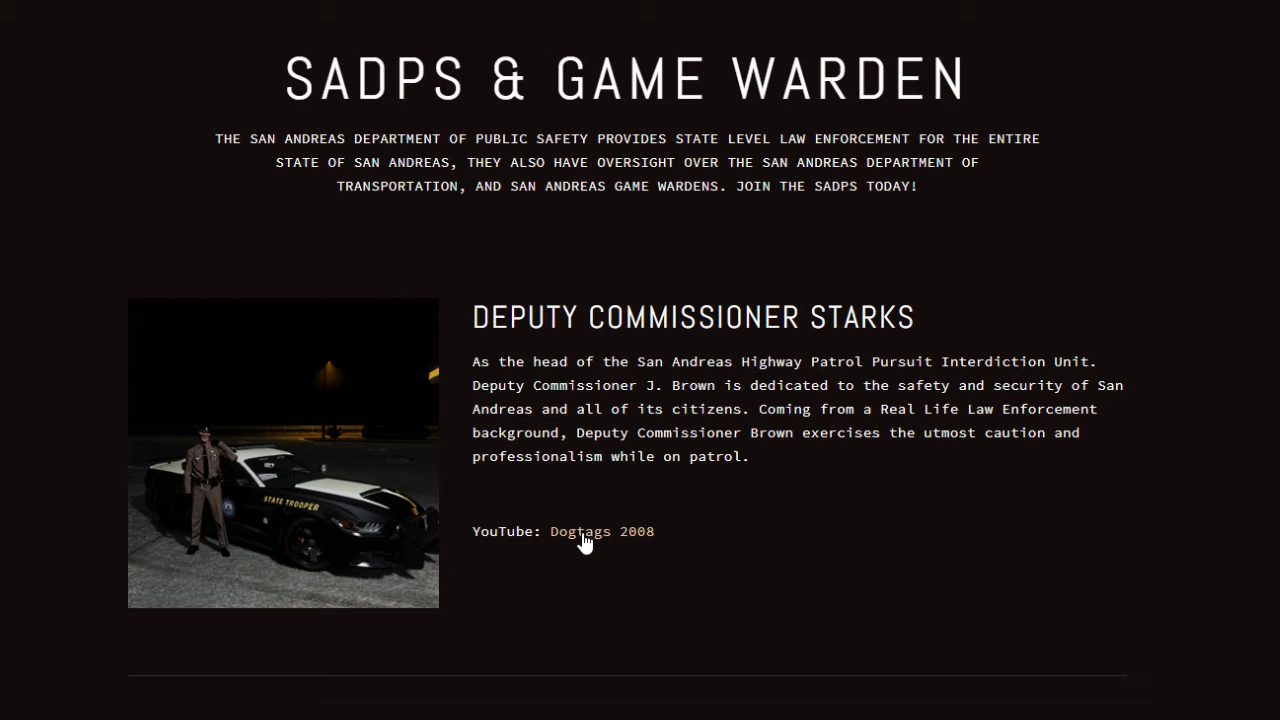 SADPS & GAME WARDEN
THE SAN ANDREAS DEPARTMENT OF PUBLIC SAFETY PROVIDES STATE LEVEL LAW ENFORCEMENT FOR THE ENTIRE
STATE OF SAN ANDREAS, THEY ALSO HAVE OVERSIGHT OVER THE SAN ANDREAS DEPARTMENT OF
TRANSPORTATION, AND SAN ANDREAS GAME WARDENS. JOIN THE SADPS TODAY!
DEPUTY COMMISSIONER STARKS
As the head of the San Andreas Highway Patrol Pursuit Interdiction Unit.
Deputy Commissioner J. Brown is dedicated to the safety and security of San
Andreas and all of its citizens. Coming from a Real Life Law Enforcement
background, Deputy Commissioner Brown exercises the utmost caution and
professionalism while on patrol.
STATE TROOPER
YouTube: Dogtags 2008